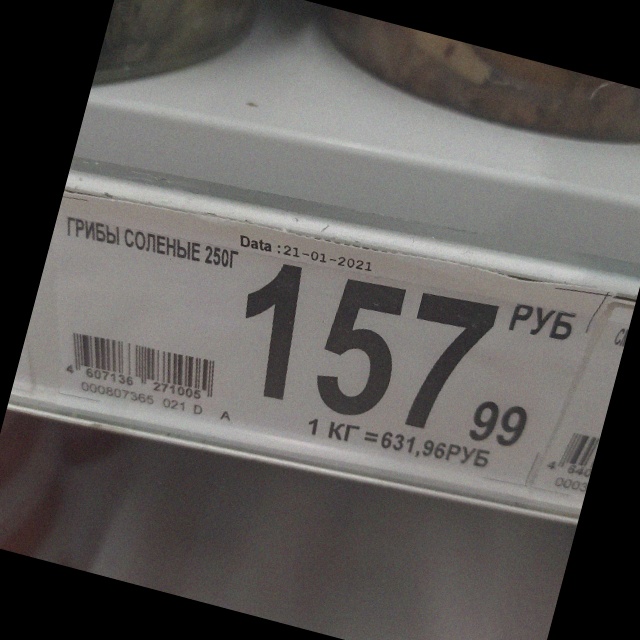 ГРИБЫ СОЛЕНЫЕ 250Г
Data : 21-01-2021
157 99 РУБ
4 607136 271005
000807365 021 D A
1 КГ = 631,96РУБ